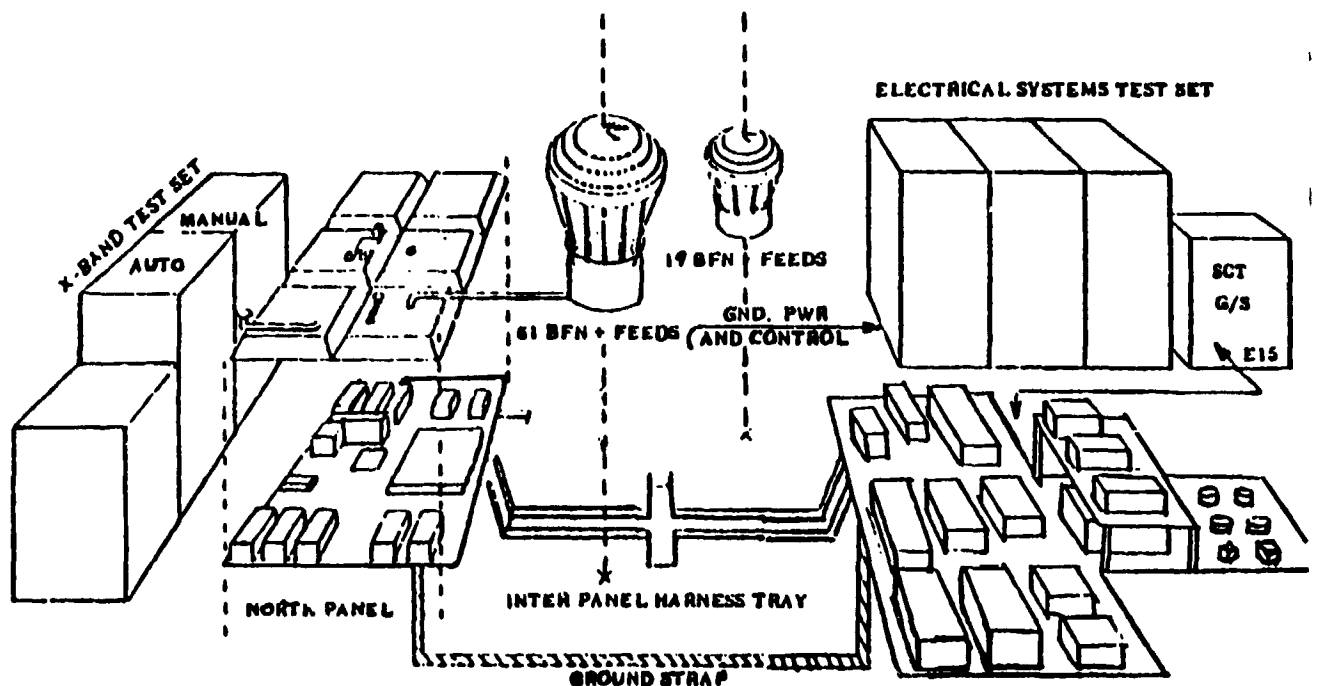 ELECTRICAL SYSTEMS TEST SET
X-BAND TEST SET
MANUAL
AUTO
19 BFN + FEEDS
SCT
G/S
E15
61 BFN + FEEDS
GND. PWR
AND CONTROL
NORTH PANEL
INTER PANEL HARNESS TRAY
GROUND STRAP